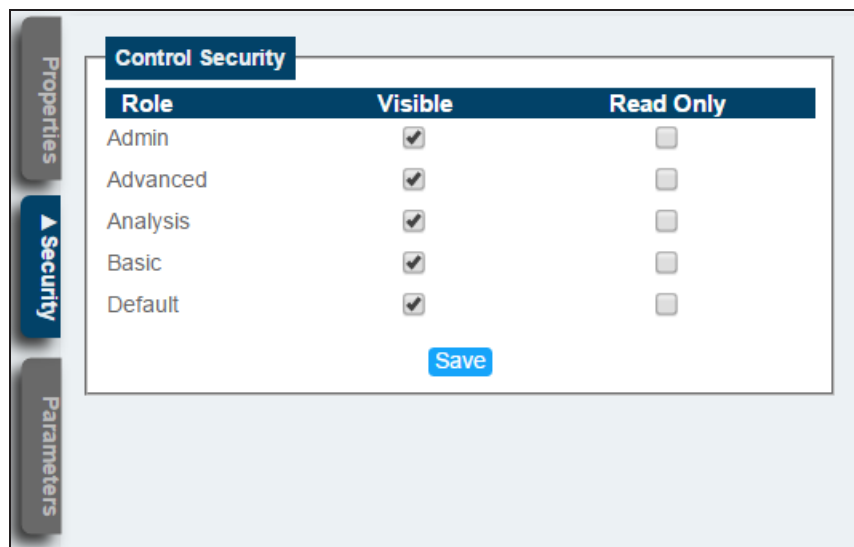 Properties
▲ Security
Parameters
Control Security
Role Visible Read Only
Admin
Advanced
Analysis
Basic
Default
Save